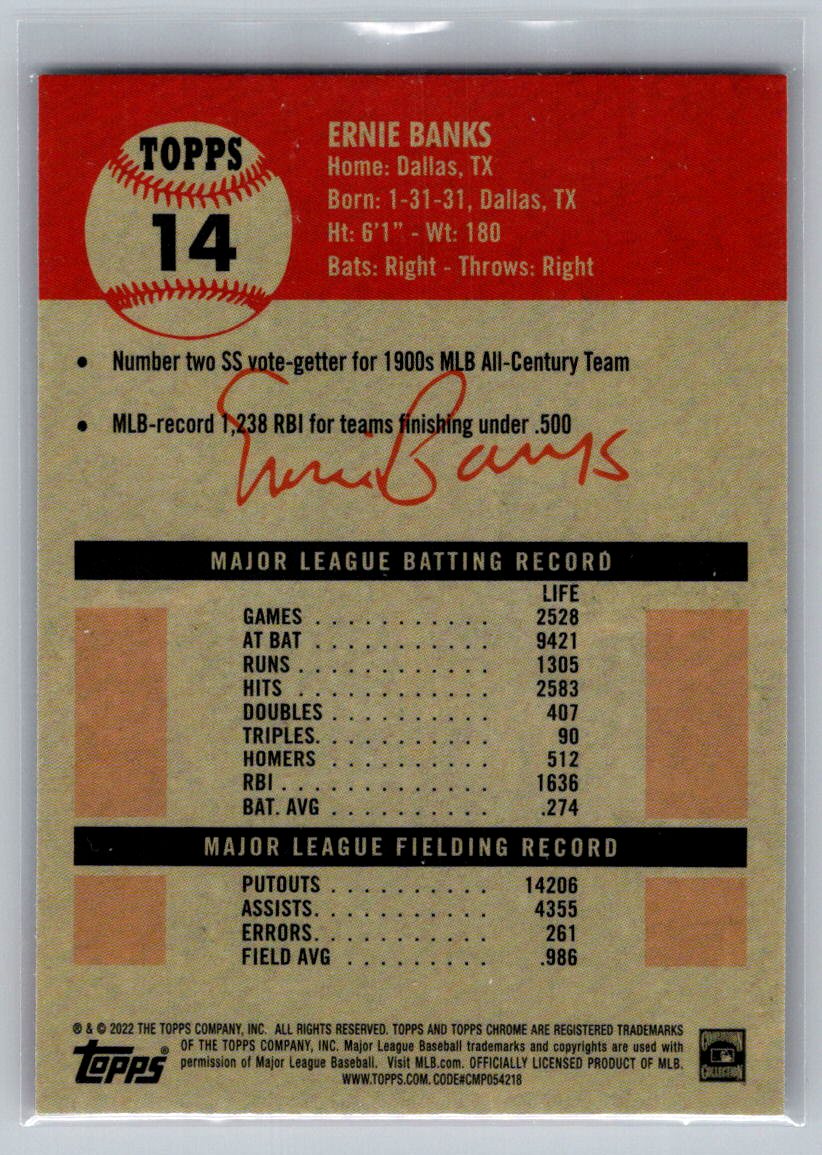 TOPPS
14
ERNIE BANKS
Home: Dallas, TX
Born: 1-31-31, Dallas, TX
Ht: 6'1" - Wt: 180
Bats: Right - Throws: Right
• Number two SS vote-getter for 1900s MLB All-Century Team
• MLB-record 1,238 RBI for teams finishing under .500
Ernie Banks
MAJOR LEAGUE BATTING RECORD
LIFE
GAMES . . . . . . . . . . . 2528
AT BAT . . . . . . . . . . . 9421
RUNS . . . . . . . . . . . . 1305
HITS . . . . . . . . . . . . 2583
DOUBLES . . . . . . . . . . 407
TRIPLES. . . . . . . . . . . 90
HOMERS . . . . . . . . . . 512
RBI . . . . . . . . . . . . . 1636
BAT. AVG . . . . . . . . . . .274
MAJOR LEAGUE FIELDING RECORD
PUTOUTS . . . . . . . . . . 14206
ASSISTS. . . . . . . . . . . 4355
ERRORS. . . . . . . . . . . 261
FIELD AVG . . . . . . . . . .986
® & © 2022 THE TOPPS COMPANY, INC. ALL RIGHTS RESERVED. TOPPS AND TOPPS CHROME ARE REGISTERED TRADEMARKS
OF THE TOPPS COMPANY, INC. Major League Baseball trademarks and copyrights are used with
permission of Major League Baseball. Visit MLB.com. OFFICIALLY LICENSED PRODUCT OF MLB.
WWW.TOPPS.COM. CODE#CMP054218
topps®
COOPERSTOWN
COLLECTION